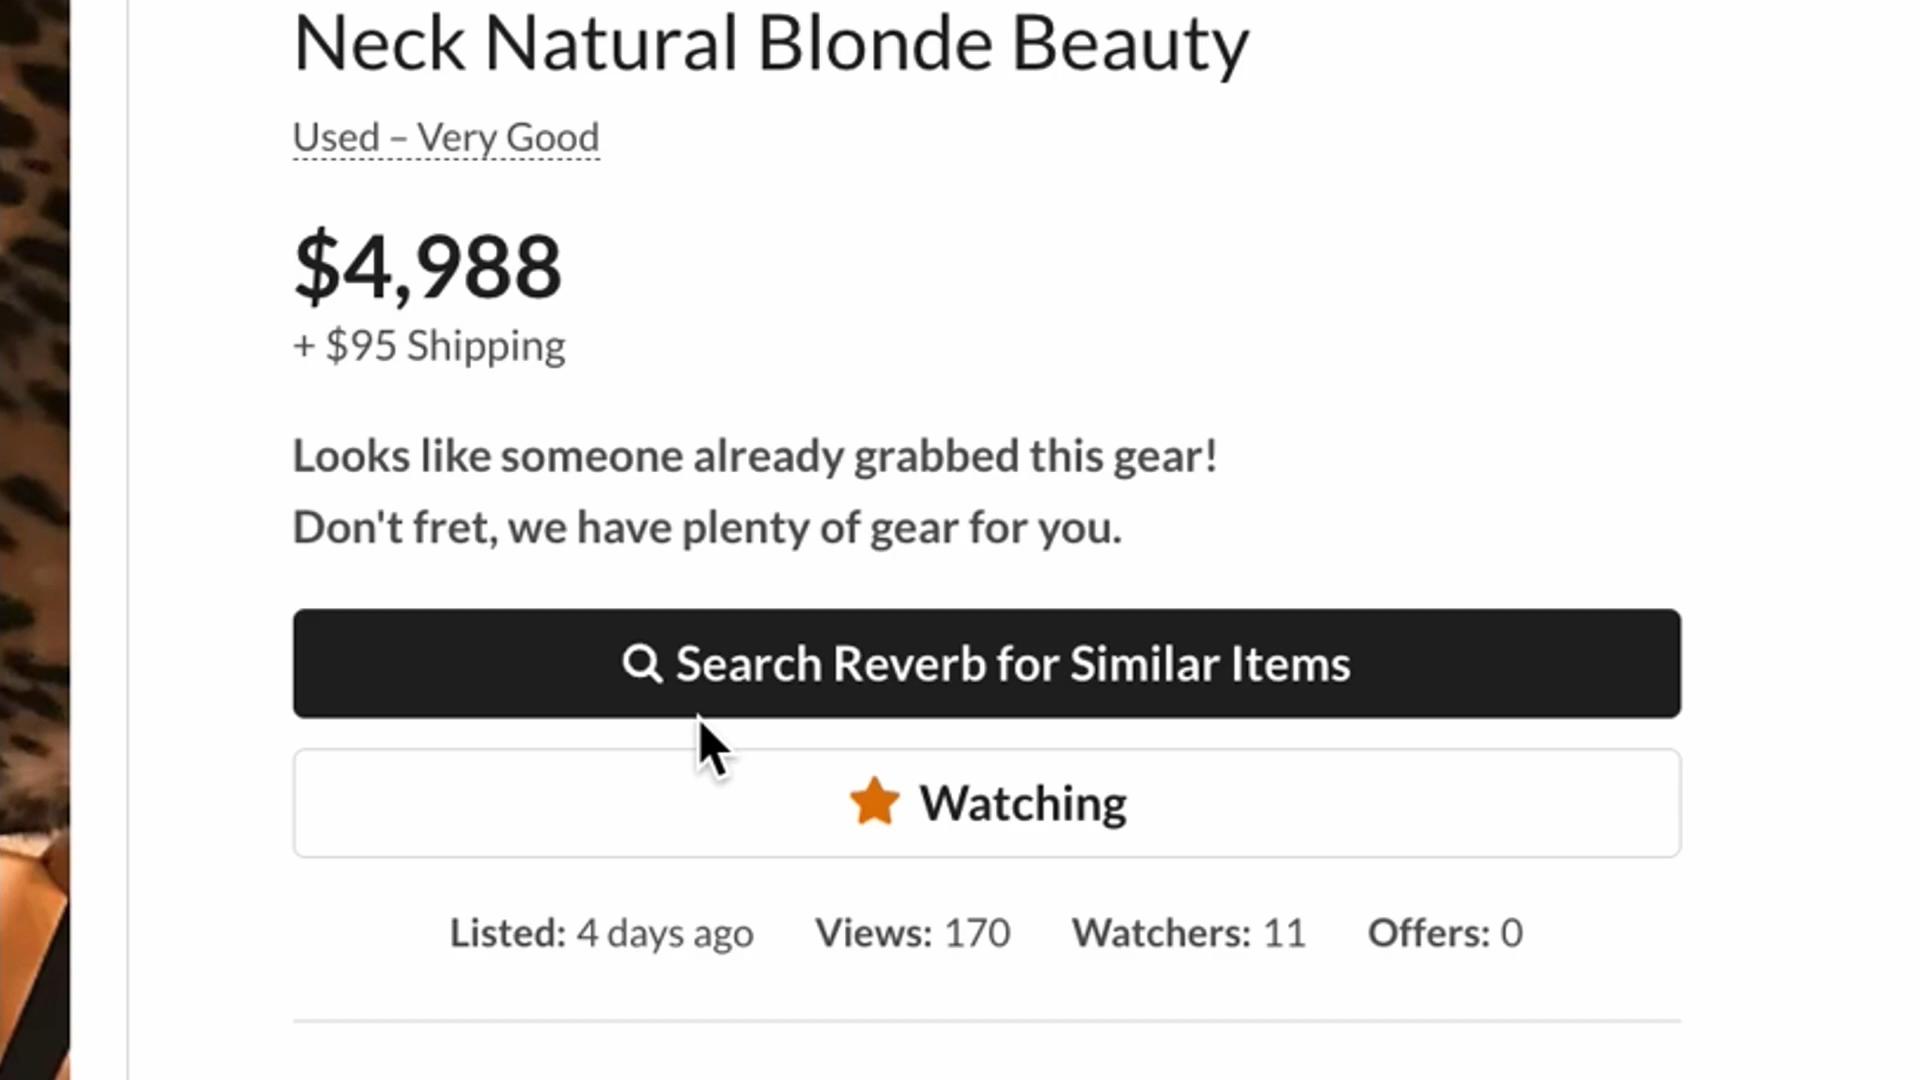 Neck Natural Blonde Beauty
Used – Very Good
$4,988
+ $95 Shipping
Looks like someone already grabbed this gear!
Don't fret, we have plenty of gear for you.
Search Reverb for Similar Items
Watching
Listed: 4 days ago Views: 170 Watchers: 11 Offers: 0